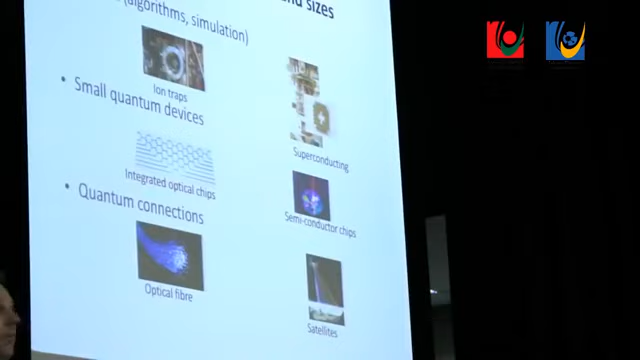 and sizes
(algorithms, simulation)
Ion traps
• Small quantum devices
Superconducting
Integrated optical chips
• Quantum connections
Semi-conductor chips
Optical fibre
Satellites